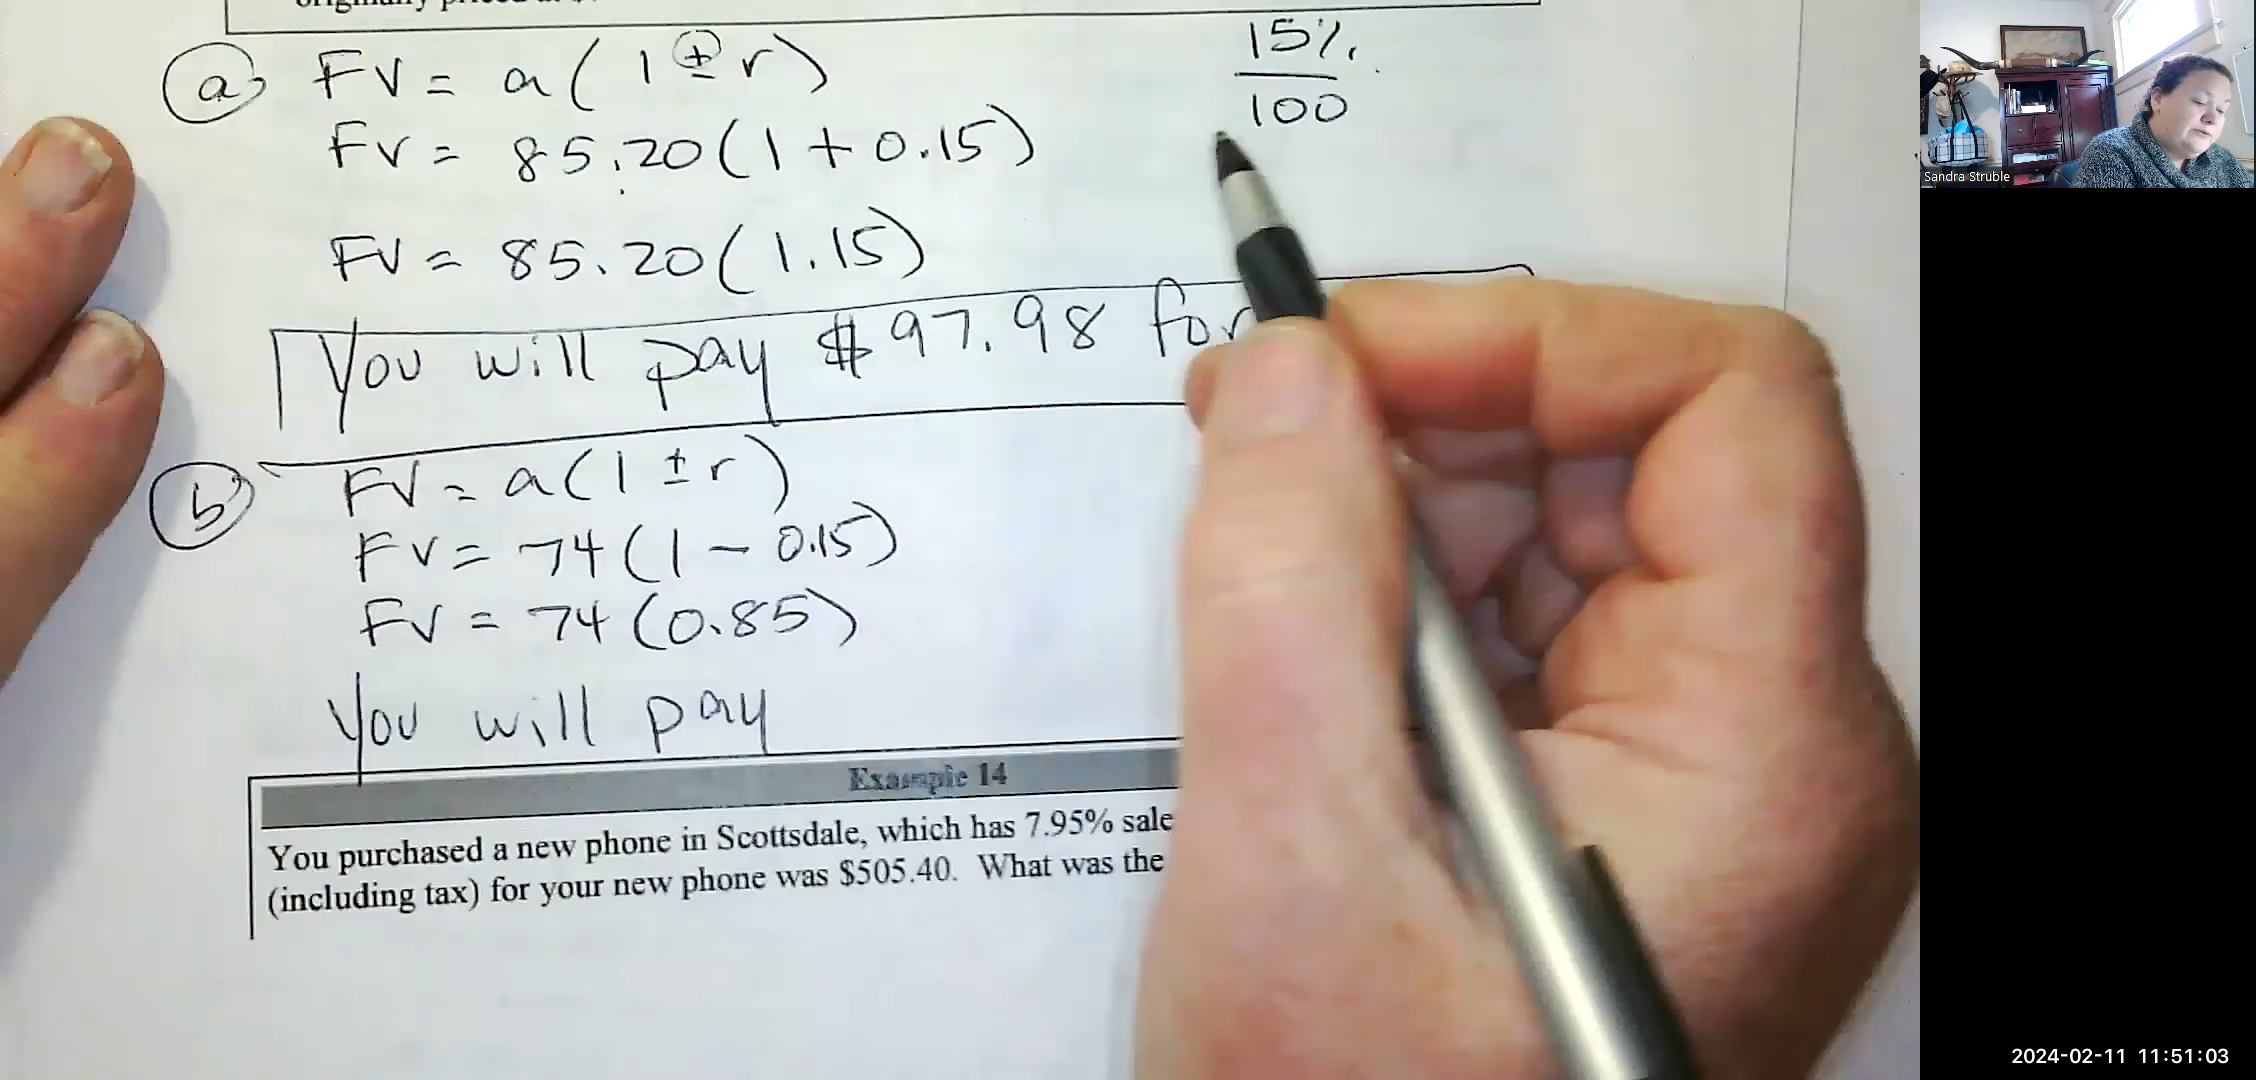 originally priced at
a FV = a(1 ± r)
15%
100
FV = 85.20(1 + 0.15)
FV = 85.20(1.15)
You will pay $97.98 for
b FV = a(1 ± r)
FV = 74(1 - 0.15)
FV = 74(0.85)
You will pay
Example 14
You purchased a new phone in Scottsdale, which has 7.95% sale
(including tax) for your new phone was $505.40. What was the
Sandra Struble
2024-02-11 11:51:03